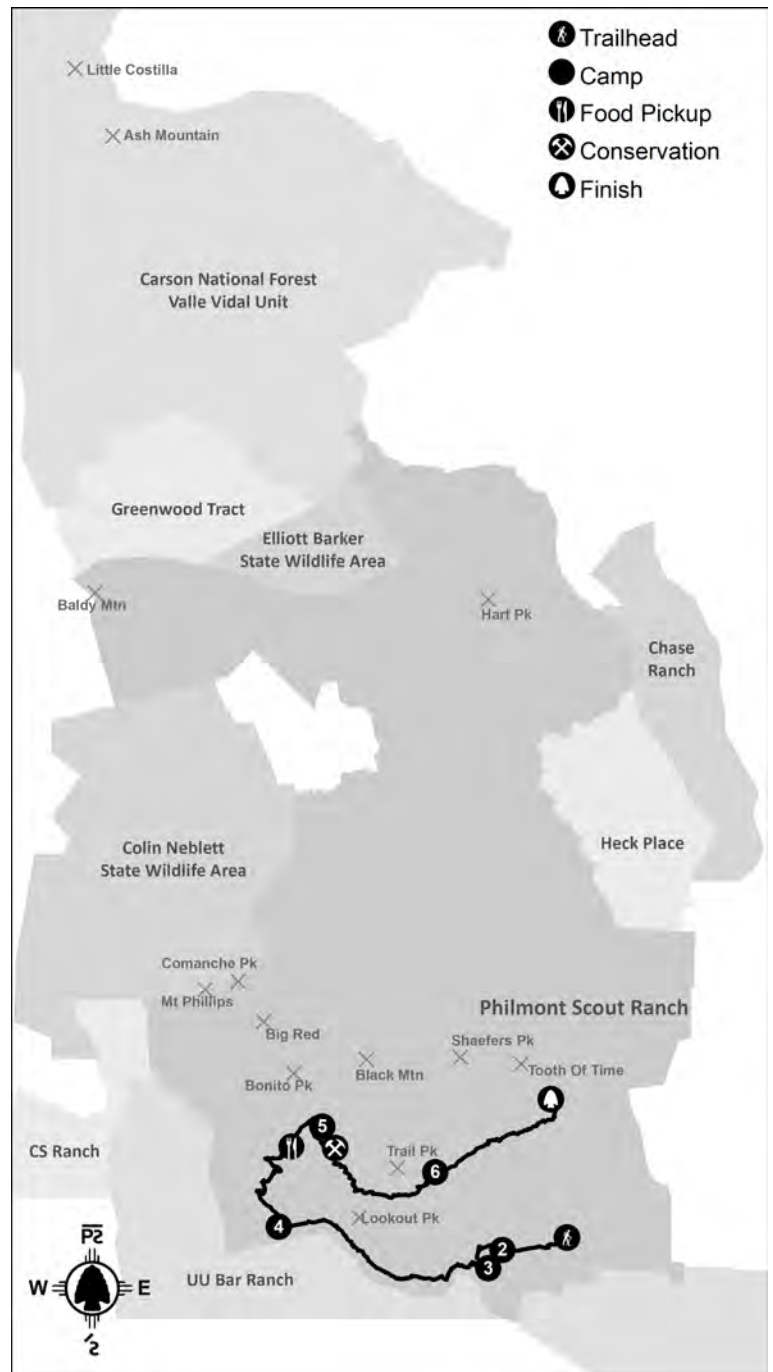 Trailhead
Camp
Food Pickup
Conservation
Finish
Little Costilla
Ash Mountain
Carson National Forest
Valle Vidal Unit
Greenwood Tract
Elliott Barker
State Wildlife Area
Baldy Mtn
Hart Pk
Chase
Ranch
Heck Place
Colin Neblett
State Wildlife Area
Comanche Pk
Mt Phillips
Philmont Scout Ranch
Big Red
Shaefers Pk
Black Mtn
Tooth Of Time
Bonito Pk
5
CS Ranch
Trail Pk
6
Lookout Pk
4
2
3
UU Bar Ranch
W
E